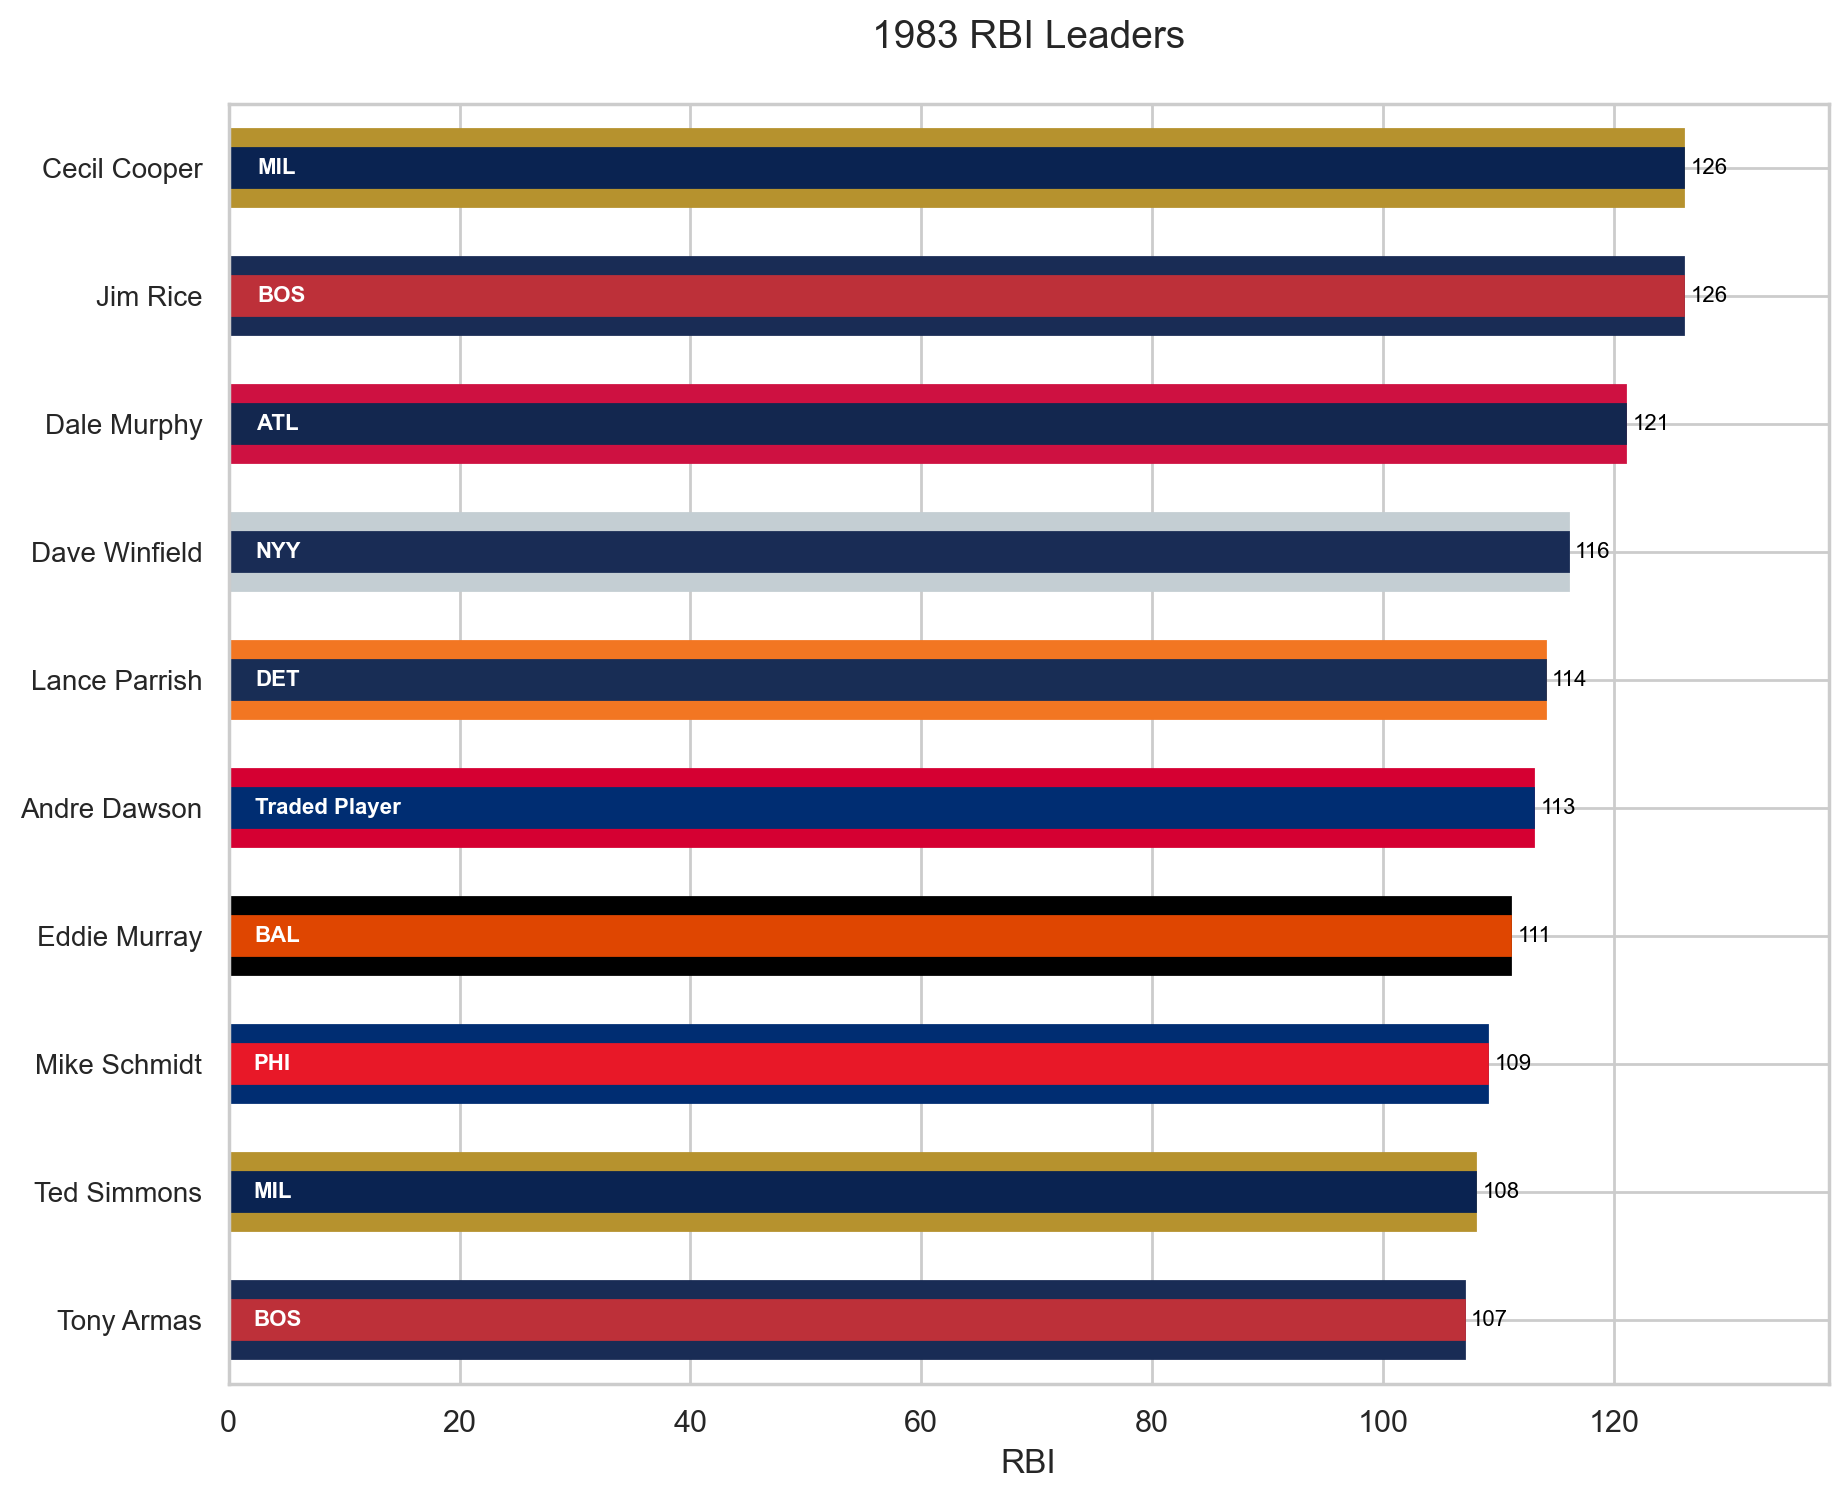 1983 RBI Leaders
Cecil Cooper MIL 126
Jim Rice BOS 126
Dale Murphy ATL 121
Dave Winfield NYY 116
Lance Parrish DET 114
Andre Dawson Traded Player 113
Eddie Murray BAL 111
Mike Schmidt PHI 109
Ted Simmons MIL 108
Tony Armas BOS 107
0 20 40 60 80 100 120
RBI